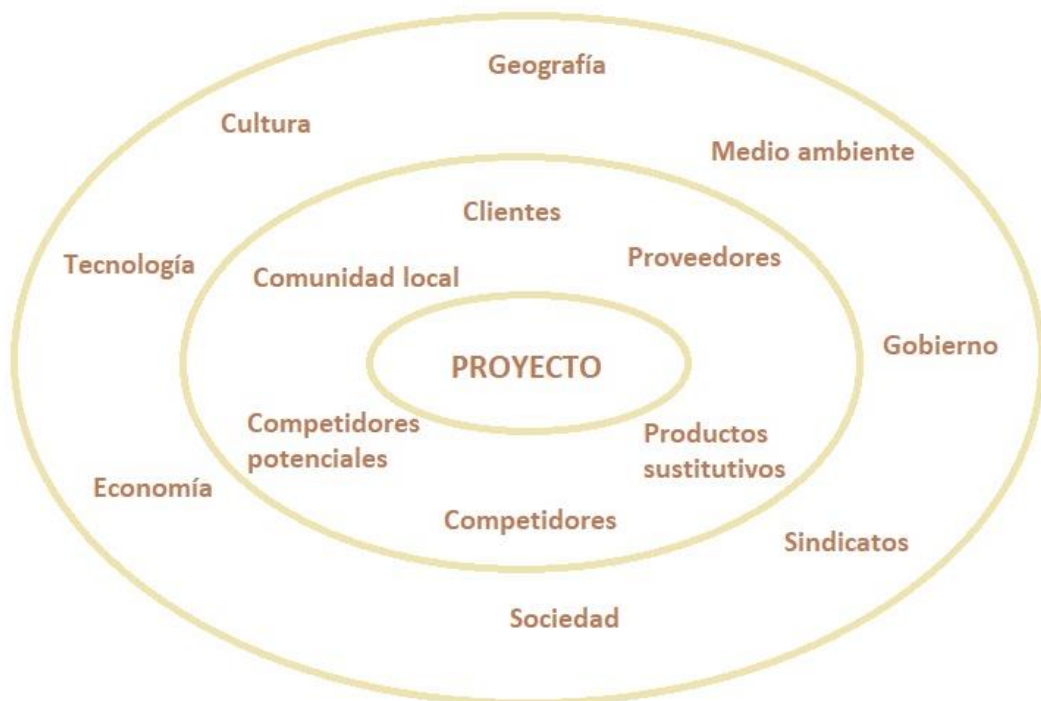 Geografía
Cultura
Medio ambiente
Clientes
Proveedores
Tecnología
Comunidad local
Gobierno
PROYECTO
Competidores
potenciales
Productos
sustitutivos
Economía
Competidores
Sindicatos
Sociedad